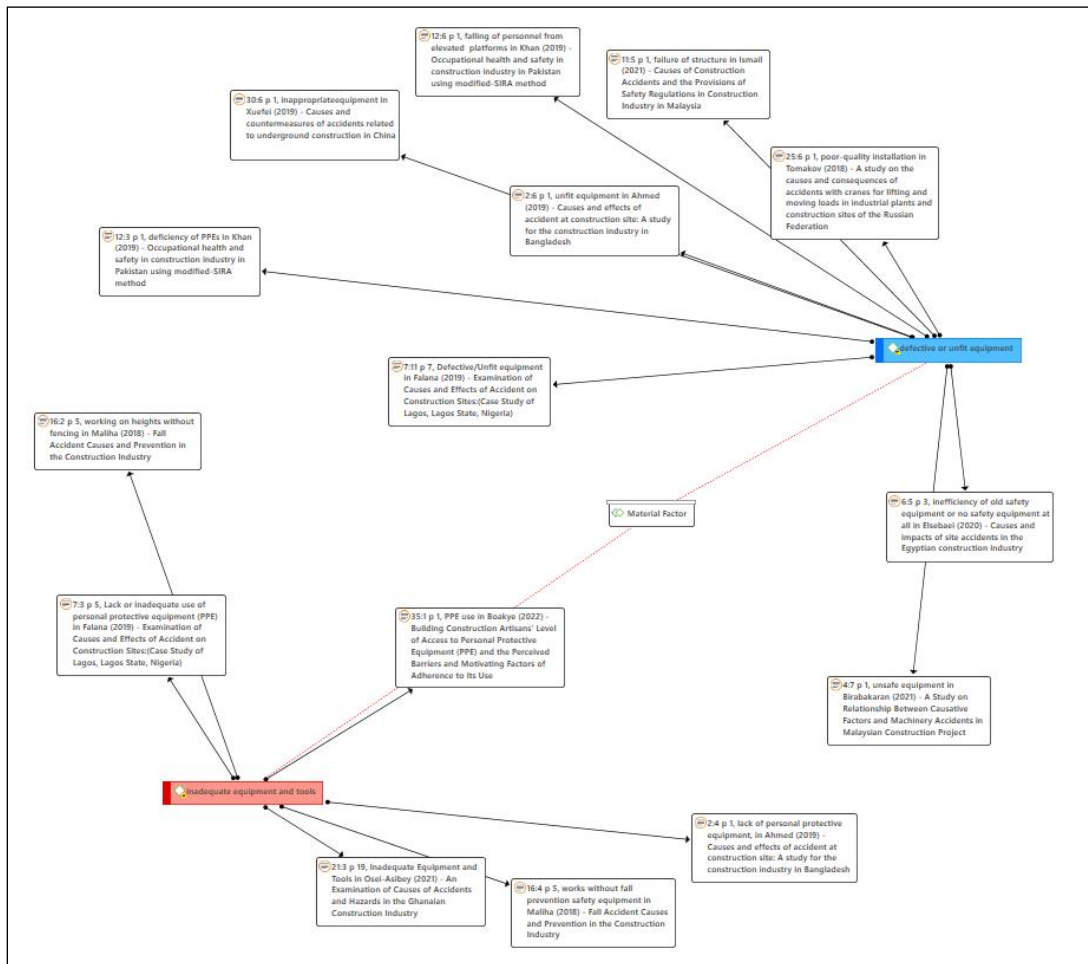 12:6 p 1, falling of personnel from
elevated platforms in Khan (2019) -
Occupational health and safety in
construction industry in Pakistan
using modified-SIRA method
11:5 p 1, failure of structure in Ismail
(2021) - Causes of Construction
Accidents and the Provisions of
Safety Regulations in Construction
Industry in Malaysia
30:6 p 1, inappropriateequipment in
Xuefei (2019) - Causes and
countermeasures of accidents related
to underground construction in China
25:6 p 1, poor-quality installation in
Tomakov (2018) - A study on the
causes and consequences of
accidents with cranes for lifting and
moving loads in industrial plants and
construction sites of the Russian
Federation
2:6 p 1, unfit equipment in Ahmed
(2019) - Causes and effects of
accident at construction site: A study
for the construction industry in
Bangladesh
12:3 p 1, deficiency of PPEs in Khan
(2019) - Occupational health and
safety in construction industry in
Pakistan using modified-SIRA
method
defective or unfit equipment
7:11 p 7, Defective/Unfit equipment
in Falana (2019) - Examination of
Causes and Effects of Accident on
Construction Sites:(Case Study of
Lagos, Lagos State, Nigeria)
16:2 p 5, working on heights without
fencing in Maliha (2018) - Fall
Accident Causes and Prevention in
the Construction Industry
Material Factor
6:5 p 3, inefficiency of old safety
equipment or no safety equipment at
all in Elsebaei (2020) - Causes and
impacts of site accidents in the
Egyptian construction industry
7:3 p 5, Lack or inadequate use of
personal protective equipment (PPE)
in Falana (2019) - Examination of
Causes and Effects of Accident on
Construction Sites:(Case Study of
Lagos, Lagos State, Nigeria)
35:1 p 1, PPE use in Boakye (2022) -
Building Construction Artisans' Level
of Access to Personal Protective
Equipment (PPE) and the Perceived
Barriers and Motivating Factors of
Adherence to Its Use
4:7 p 1, unsafe equipment in
Birabakaran (2021) - A Study on
Relationship Between Causative
Factors and Machinery Accidents in
Malaysian Construction Project
inadequate equipment and tools
2:4 p 1, lack of personal protective
equipment, in Ahmed (2019) -
Causes and effects of accident at
construction site: A study for the
construction industry in Bangladesh
21:3 p 19, Inadequate Equipment and
Tools in Osei-Asibey (2021) - An
Examination of Causes of Accidents
and Hazards in the Ghanaian
Construction Industry
16:4 p 5, works without fall
prevention safety equipment in
Maliha (2018) - Fall Accident Causes
and Prevention in the Construction
Industry